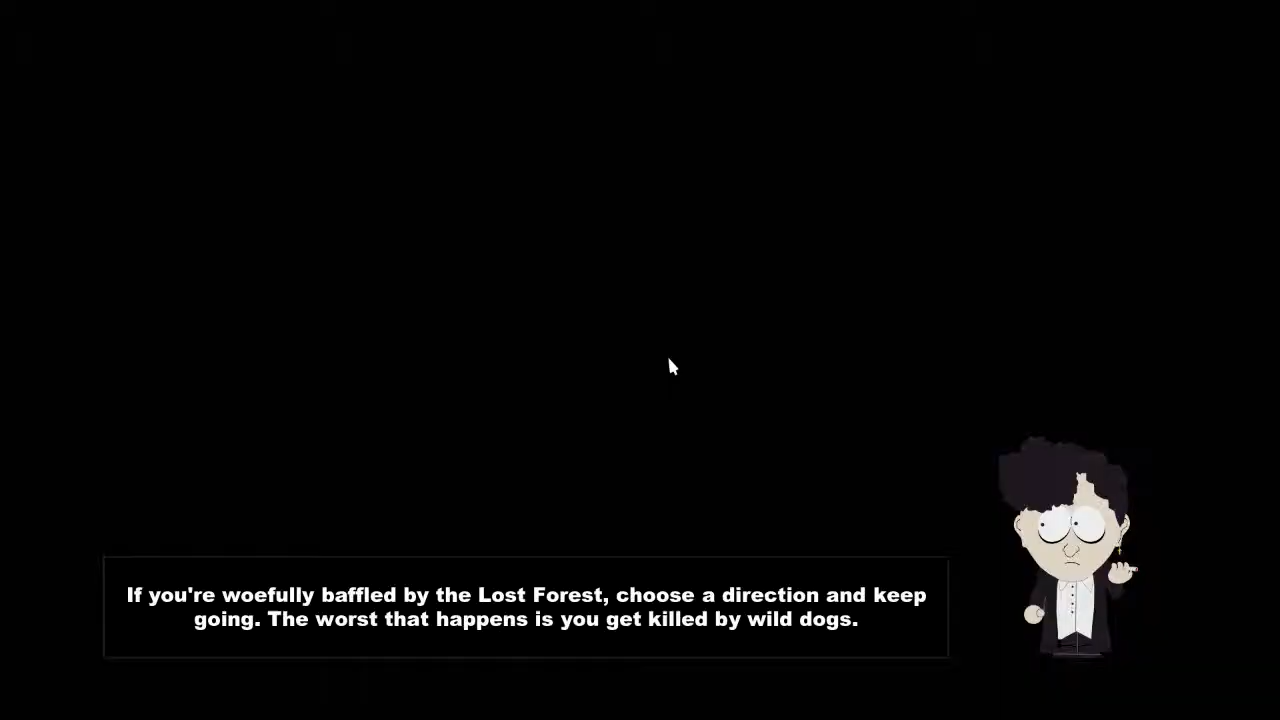 If you're woefully baffled by the Lost Forest, choose a direction and keep
going. The worst that happens is you get killed by wild dogs.